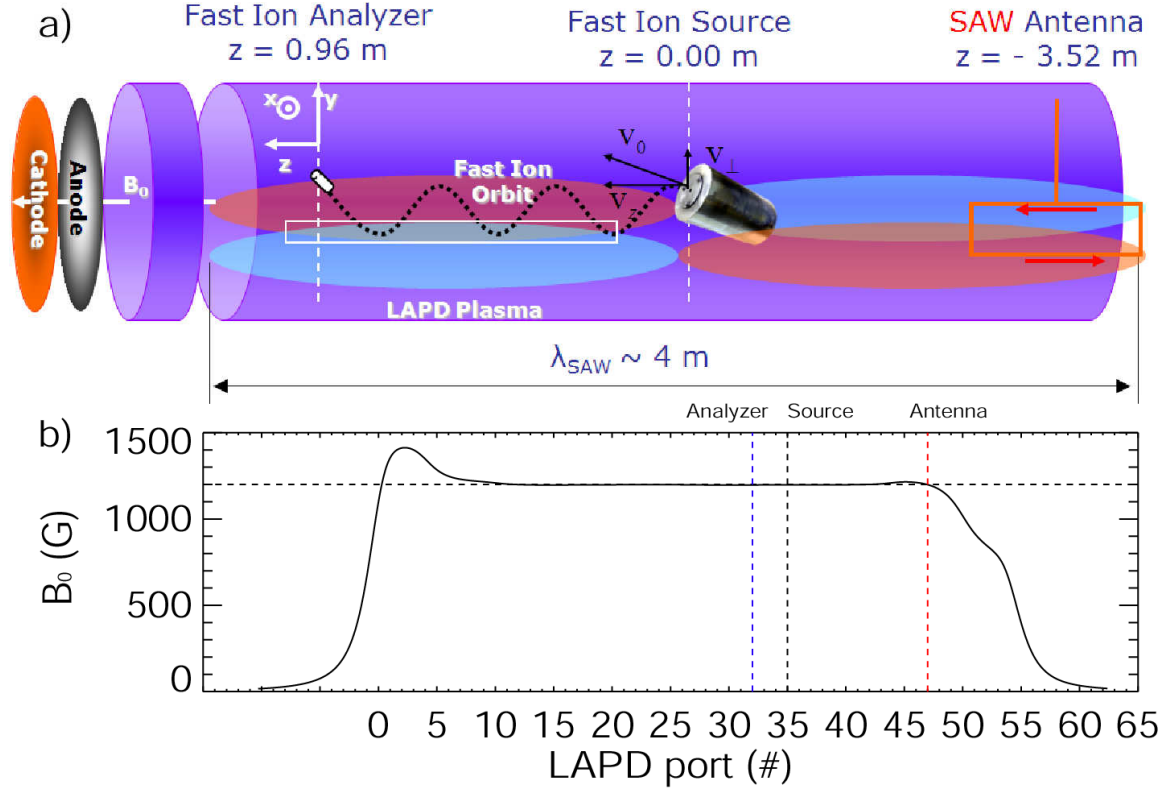 a)
Fast Ion Analyzer
z = 0.96 m
Fast Ion Source
z = 0.00 m
SAW Antenna
z = - 3.52 m
Cathode
Anode
B₀
x
y
z
Fast Ion
Orbit
v₀
v⊥
v_z
LAPD Plasma
λSAW ~ 4 m
b)
Analyzer
Source
Antenna
1500
1000
500
0
B₀ (G)
0 5 10 15 20 25 30 35 40 45 50 55 60 65
LAPD port (#)